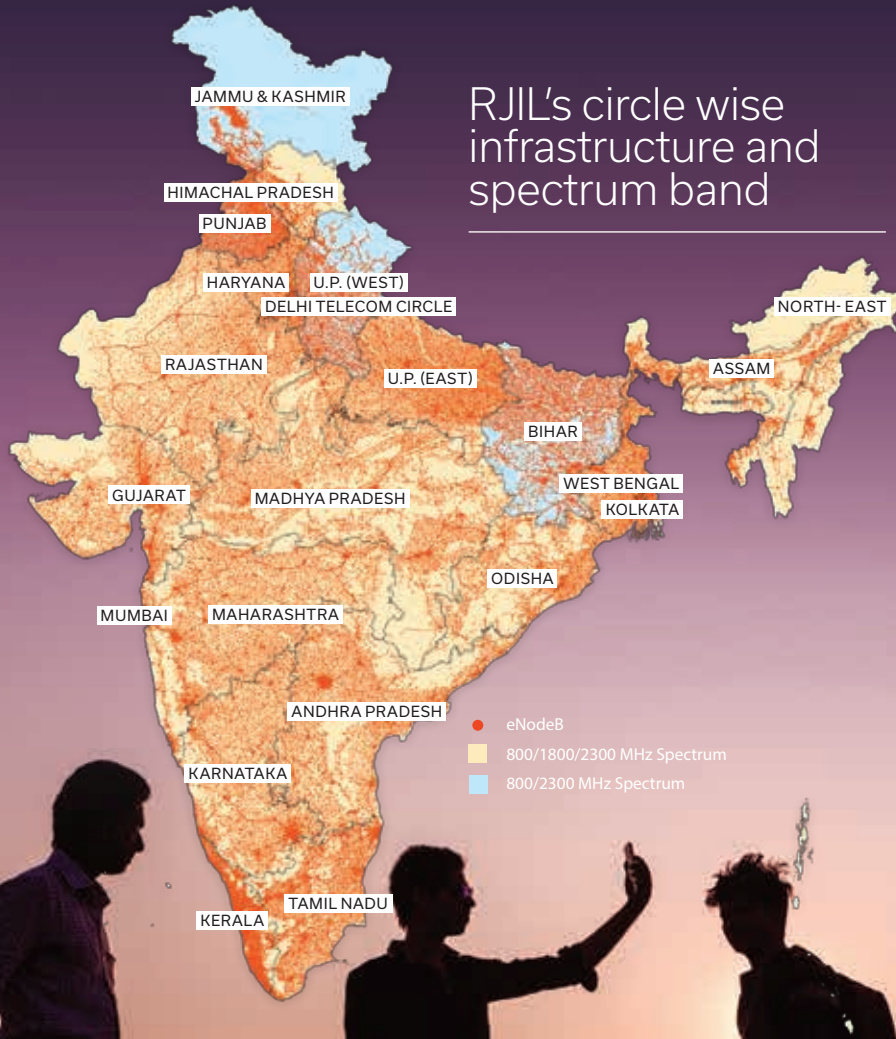 RJIL's circle wise
infrastructure and
spectrum band
JAMMU & KASHMIR
HIMACHAL PRADESH
PUNJAB
HARYANA
U.P. (WEST)
DELHI TELECOM CIRCLE
NORTH- EAST
RAJASTHAN
U.P. (EAST)
ASSAM
BIHAR
WEST BENGAL
GUJARAT
MADHYA PRADESH
KOLKATA
ODISHA
MUMBAI
MAHARASHTRA
ANDHRA PRADESH
KARNATAKA
TAMIL NADU
KERALA
eNodeB
800/1800/2300 MHz Spectrum
800/2300 MHz Spectrum